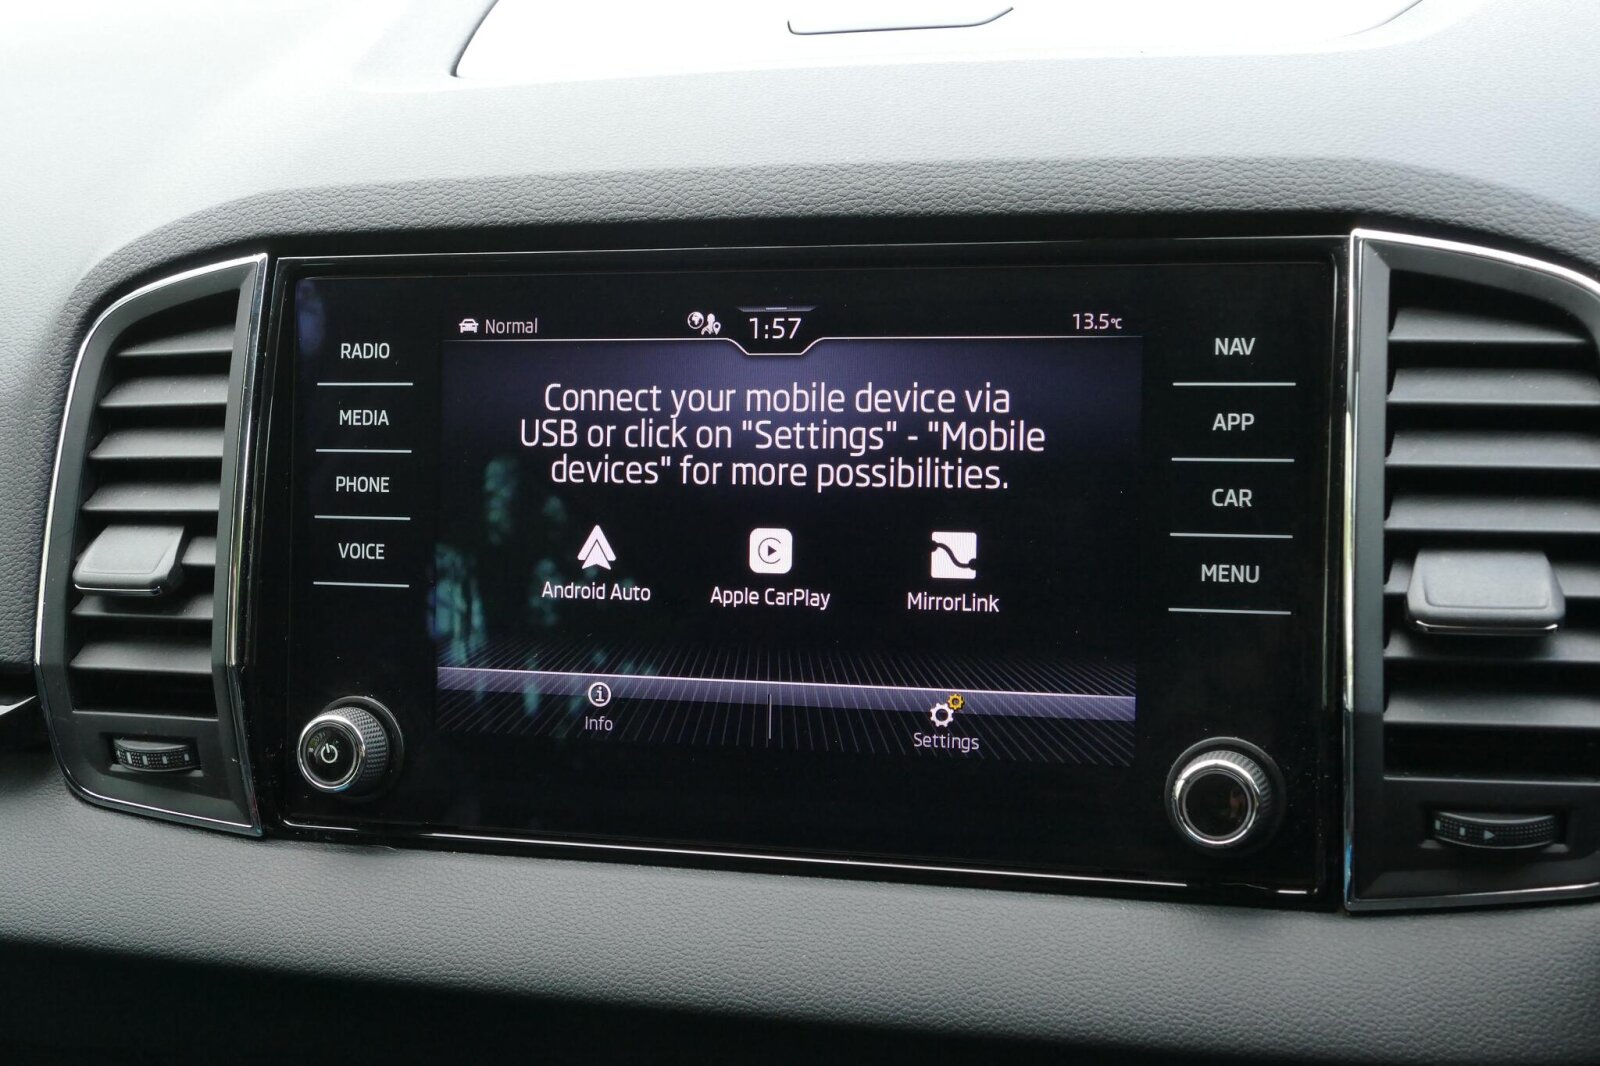 Normal
1:57
13.5°C
RADIO
MEDIA
PHONE
VOICE
Connect your mobile device via
USB or click on "Settings" - "Mobile
devices" for more possibilities.
Android Auto
Apple CarPlay
MirrorLink
Info
Settings
NAV
APP
CAR
MENU